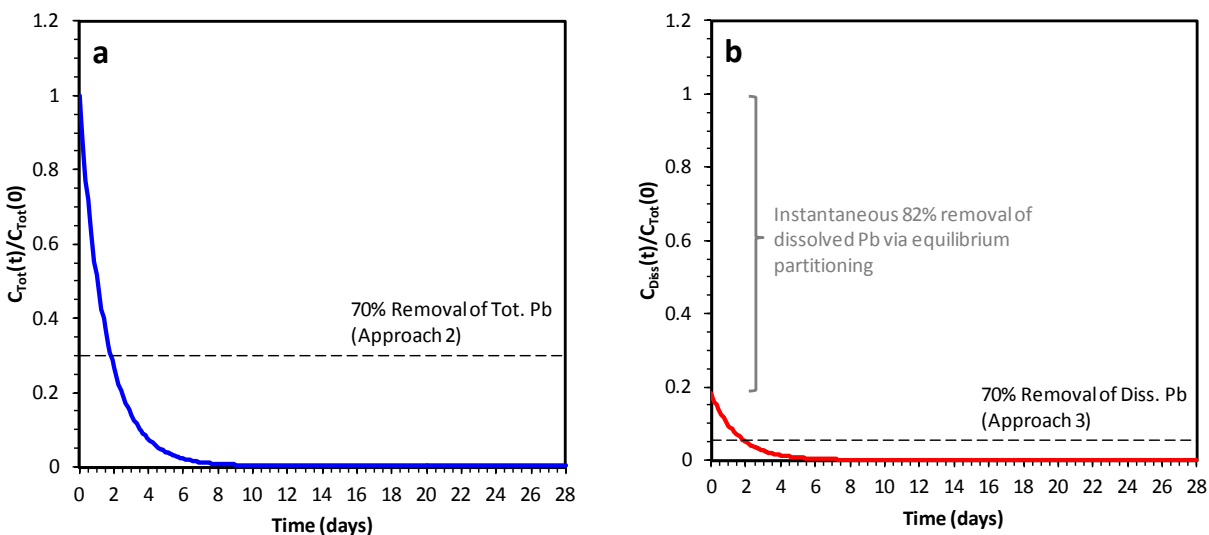 a
1.2
1
0.8
0.6
0.4
0.2
0
C_Tot(t)/C_Tot(0)
70% Removal of Tot. Pb
(Approach 2)
0 2 4 6 8 10 12 14 16 18 20 22 24 26 28
Time (days)
b
1.2
1
0.8
0.6
0.4
0.2
0
C_Diss(t)/C_Tot(0)
Instantaneous 82% removal of
dissolved Pb via equilibrium
partitioning
70% Removal of Diss. Pb
(Approach 3)
0 2 4 6 8 10 12 14 16 18 20 22 24 26 28
Time (days)